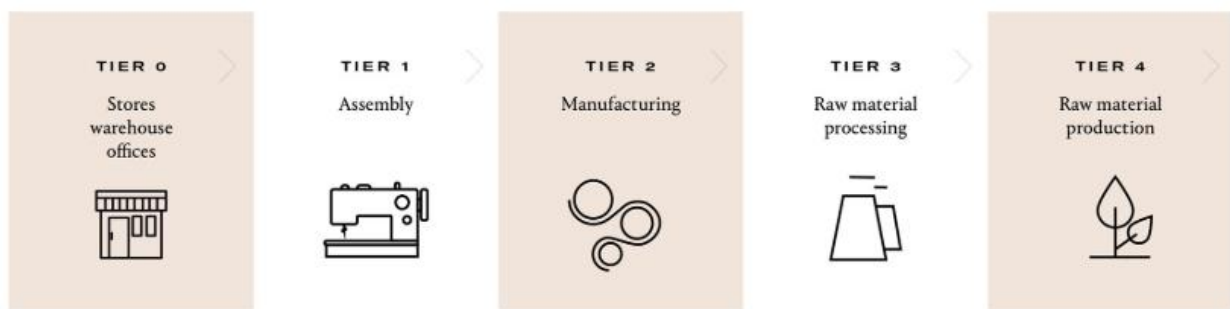 TIER 0
Stores
warehouse
offices
TIER 1
Assembly
TIER 2
Manufacturing
TIER 3
Raw material
processing
TIER 4
Raw material
production